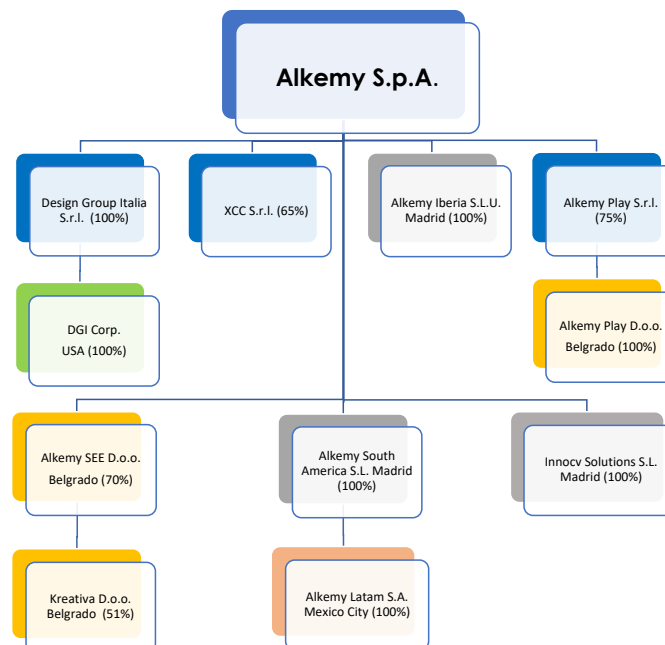 Alkemy S.p.A.
Design Group Italia
S.r.l. (100%)
XCC S.r.l. (65%)
Alkemy Iberia S.L.U.
Madrid (100%)
Alkemy Play S.r.l.
(75%)
DGI Corp.
USA (100%)
Alkemy Play D.o.o.
Belgrado (100%)
Alkemy SEE D.o.o.
Belgrado (70%)
Alkemy South
America S.L. Madrid
(100%)
Innocv Solutions S.L.
Madrid (100%)
Kreativa D.o.o.
Belgrado (51%)
Alkemy Latam S.A.
Mexico City (100%)